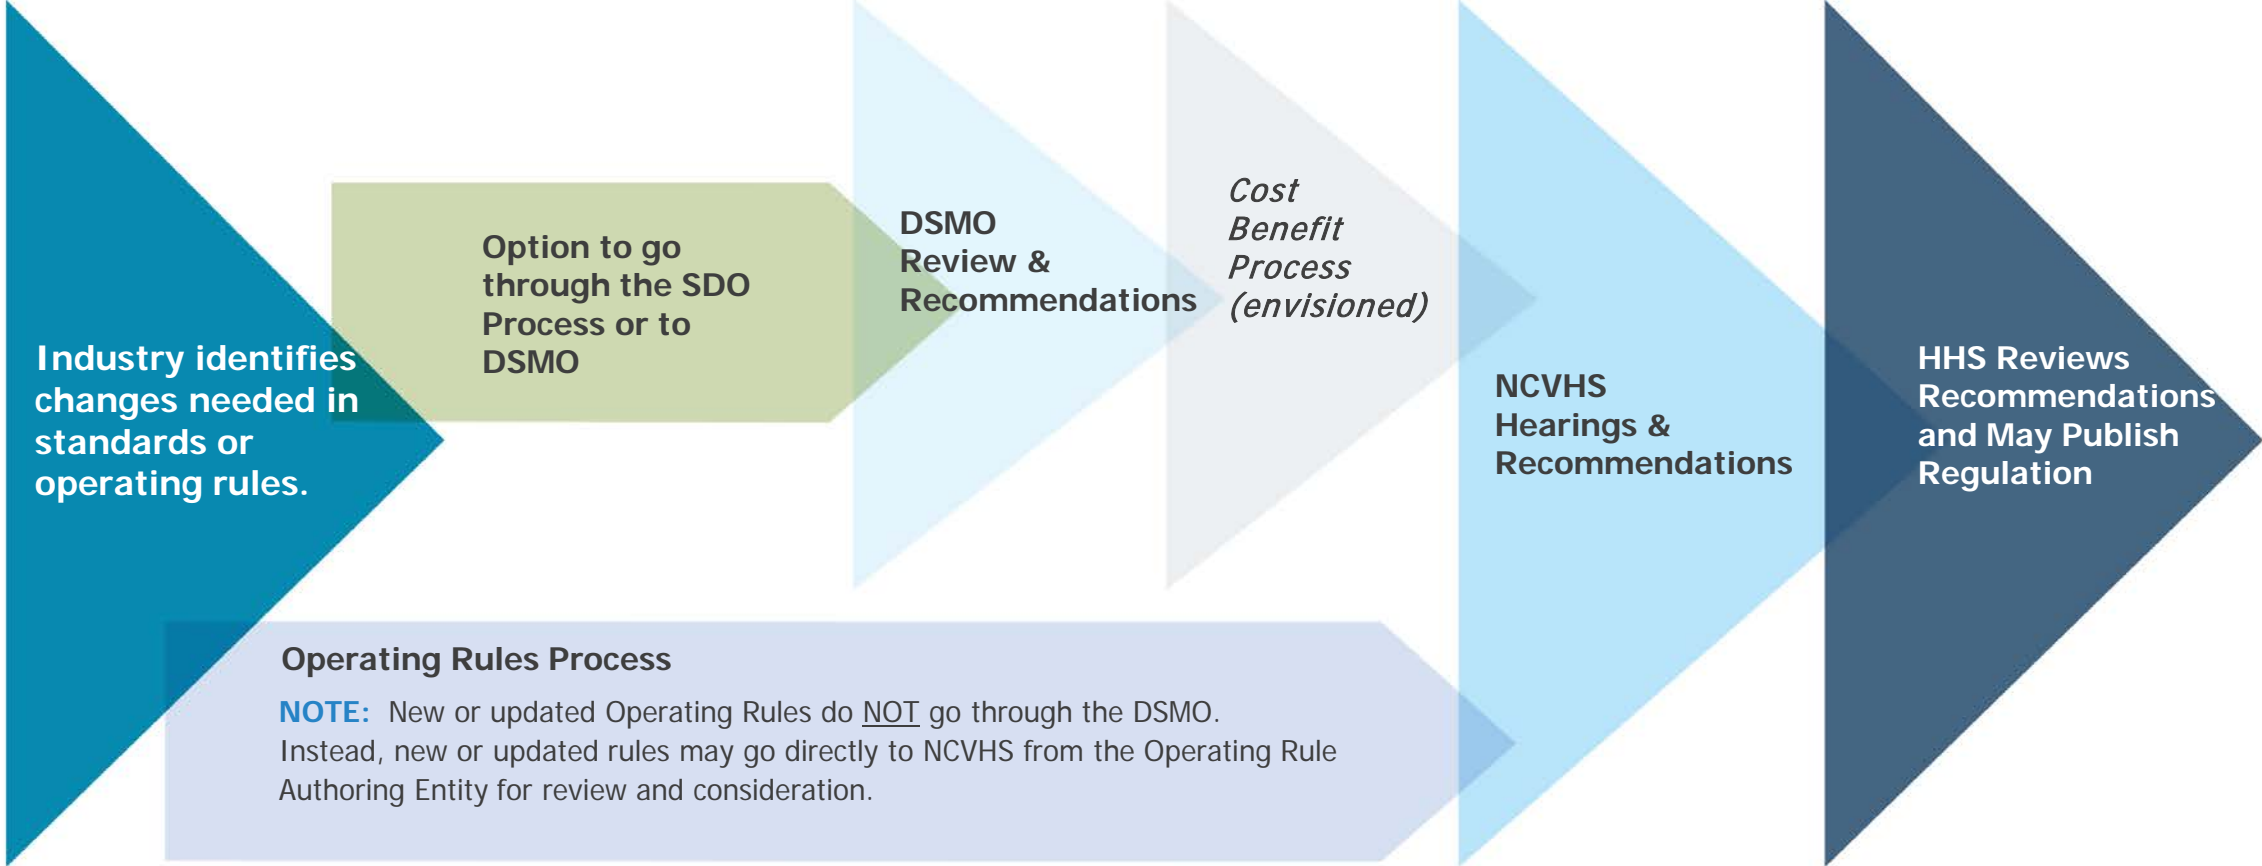 Industry identifies
changes needed in
standards or
operating rules.
Option to go
through the SDO
Process or to
DSMO
DSMO
Review &
Recommendations
Cost
Benefit
Process
(envisioned)
NCVHS
Hearings &
Recommendations
HHS Reviews
Recommendations
and May Publish
Regulation
Operating Rules Process
NOTE: New or updated Operating Rules do NOT go through the DSMO.
Instead, new or updated rules may go directly to NCVHS from the Operating Rule
Authoring Entity for review and consideration.